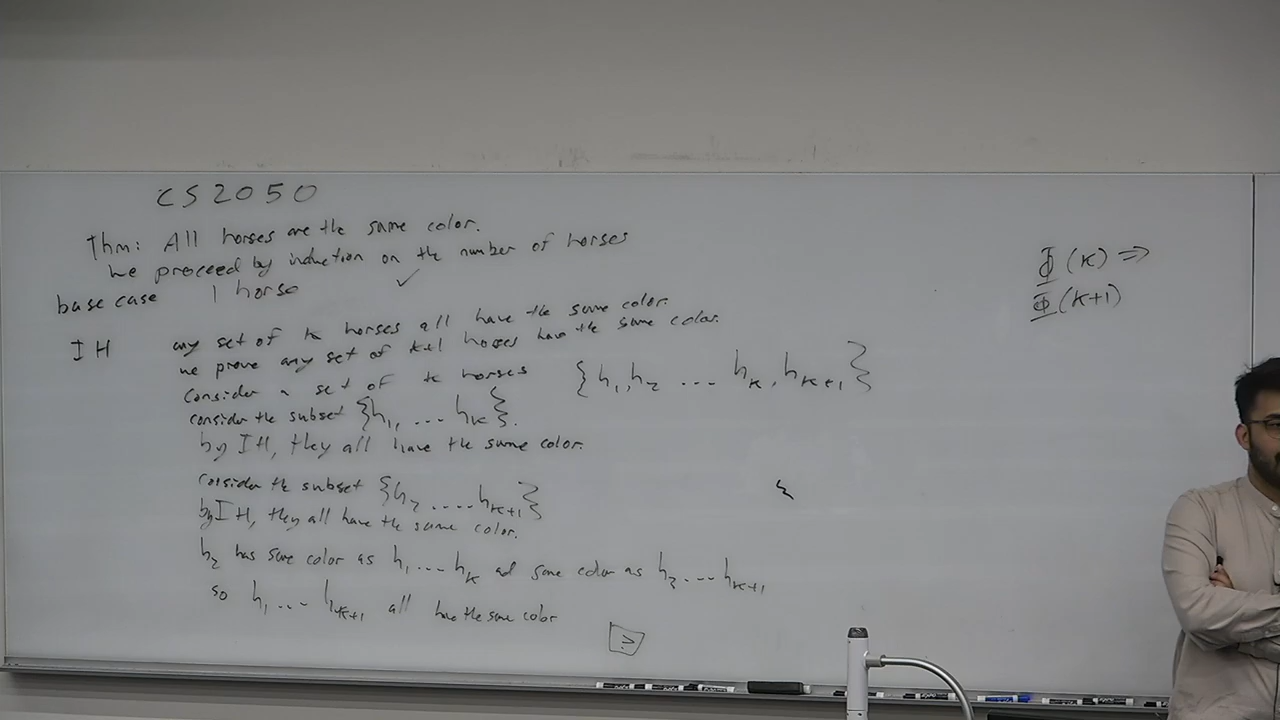 CS2050
Thm: All horses are the same color.
we proceed by induction on the number of horses
base case 1 horse ✓
IH any set of k horses all have the same color.
we prove any set of k+1 horses have the same color.
Consider a set of k horses {h₁, h₂ ... hₖ, hₖ₊₁}
consider the subset {h₁, ... hₖ}.
by IH, they all have the same color.
consider the subset {h₂ .... hₖ₊₁}
by IH, they all have the same color.
h₂ has same color as h₁ ... hₖ ad same color as h₂ ... hₖ₊₁
so h₁ ... hₖ₊₁ all have the same color
?
Φ(k) ⇒
Φ(k+1)